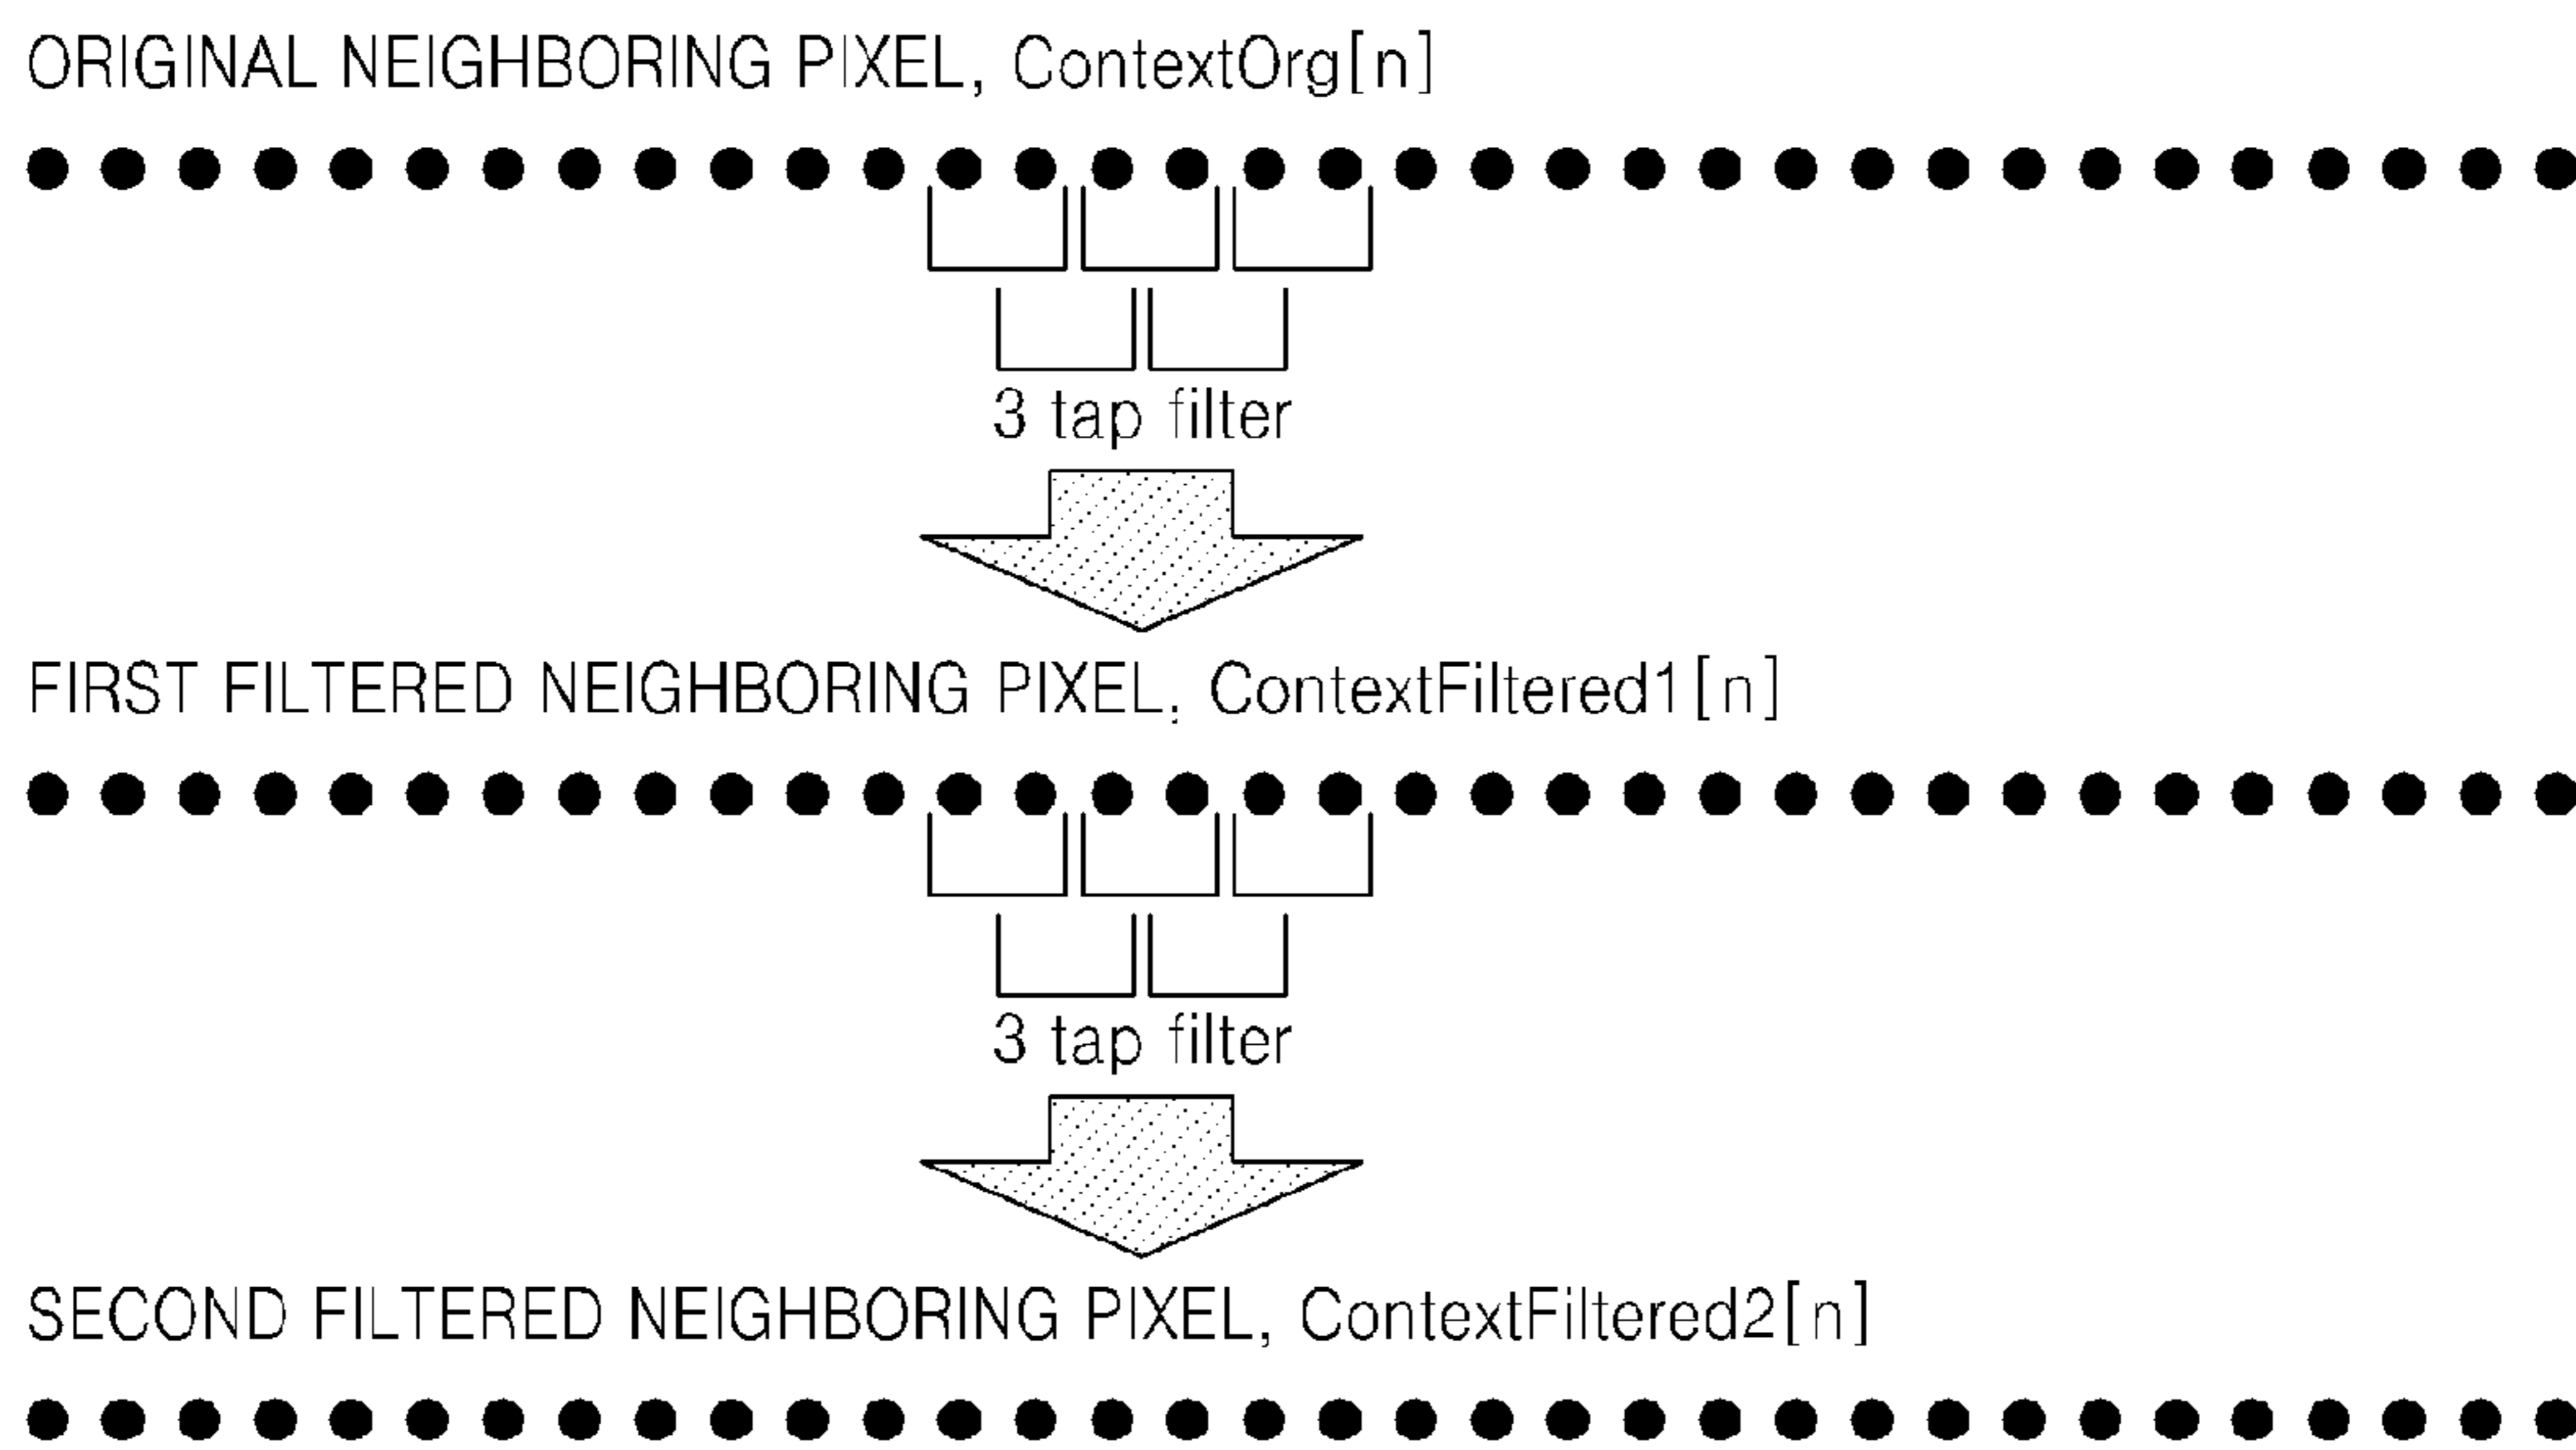 ORIGINAL NEIGHBORING PIXEL, ContextOrg[n]
3 tap filter
FIRST FILTERED NEIGHBORING PIXEL, ContextFiltered1[n]
3 tap filter
SECOND FILTERED NEIGHBORING PIXEL, ContextFiltered2[n]